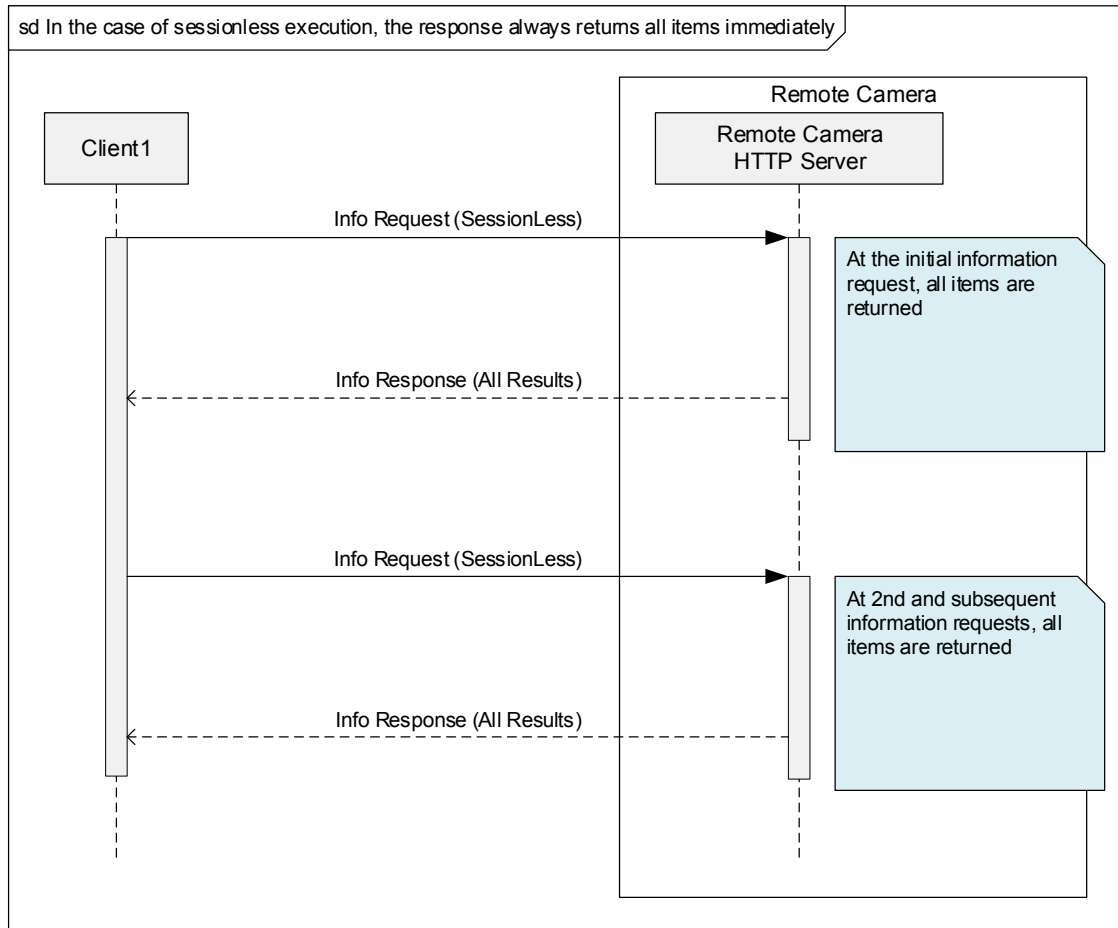 sd In the case of sessionless execution, the response always returns all items immediately
Remote Camera
Client1
Remote Camera
HTTP Server
Info Request (SessionLess)
At the initial information
request, all items are
returned
Info Response (All Results)
Info Request (SessionLess)
At 2nd and subsequent
information requests, all
items are returned
Info Response (All Results)